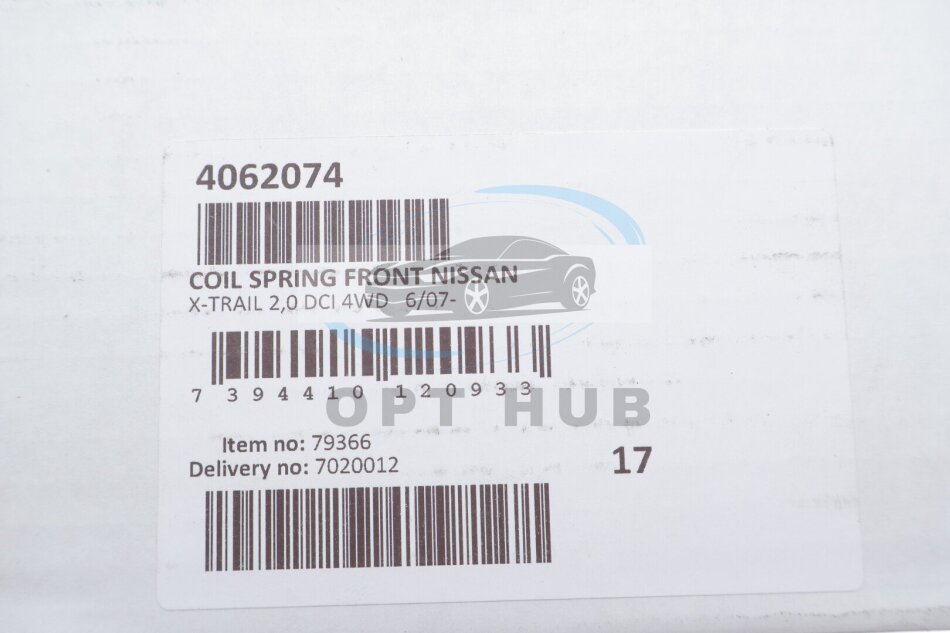 4062074
COIL SPRING FRONT NISSAN
X-TRAIL 2,0 DCI 4WD 6/07-
7 394410 120933
OPT HUB
Item no: 79366
Delivery no: 7020012
17